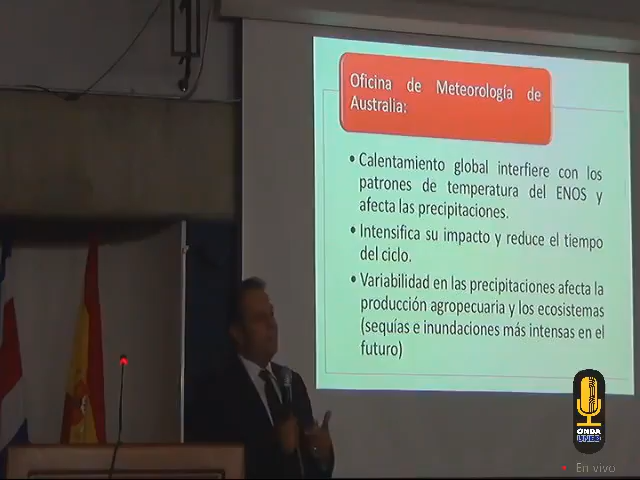 Oficina de Meteorología de
Australia:
• Calentamiento global interfiere con los
patrones de temperatura del ENOS y
afecta las precipitaciones.
• Intensifica su impacto y reduce el tiempo
del ciclo.
• Variabilidad en las precipitaciones afecta la
producción agropecuaria y los ecosistemas
(sequías e inundaciones más intensas en el
futuro)
ONDA
UNED
En vivo